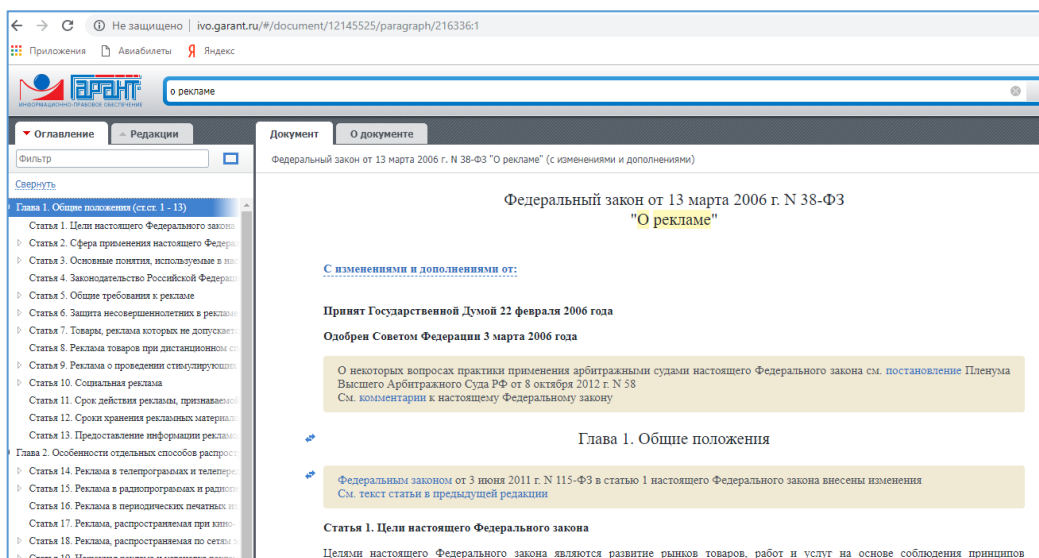 Не защищено | ivo.garant.ru/#/document/12145525/paragraph/216336:1
Приложения Авиабилеты Яндекс
ГАРАНТ
ИНФОРМАЦИОННО-ПРАВОВОЕ ОБЕСПЕЧЕНИЕ
о рекламе
Оглавление Редакции
Документ О документе
Фильтр
Федеральный закон от 13 марта 2006 г. N 38-ФЗ "О рекламе" (с изменениями и дополнениями)
Свернуть
Глава 1. Общие положения (ст.ст. 1 - 13)
Статья 1. Цели настоящего Федерального закона
Статья 2. Сфера применения настоящего Федера
Статья 3. Основные понятия, используемые в нас
Статья 4. Законодательство Российской Федерац
Статья 5. Общие требования к рекламе
Статья 6. Защита несовершеннолетних в рекламе
Статья 7. Товары, реклама которых не допускает
Статья 8. Реклама товаров при дистанционном сп
Статья 9. Реклама о проведении стимулирующих
Статья 10. Социальная реклама
Статья 11. Срок действия рекламы, признаваемо
Статья 12. Сроки хранения рекламных материало
Статья 13. Предоставление информации реклам
Глава 2. Особенности отдельных способов распрост
Статья 14. Реклама в телепрограммах и телепере
Статья 15. Реклама в радиопрограммах и радиопе
Статья 16. Реклама в периодических печатных из
Статья 17. Реклама, распространяемая при кино-
Статья 18. Реклама, распространяемая по сетям э
Федеральный закон от 13 марта 2006 г. N 38-ФЗ
"О рекламе"
С изменениями и дополнениями от:
Принят Государственной Думой 22 февраля 2006 года
Одобрен Советом Федерации 3 марта 2006 года
О некоторых вопросах практики применения арбитражными судами настоящего Федерального закона см. постановление Пленума
Высшего Арбитражного Суда РФ от 8 октября 2012 г. N 58
См. комментарии к настоящему Федеральному закону
Глава 1. Общие положения
Федеральным законом от 3 июня 2011 г. N 115-ФЗ в статью 1 настоящего Федерального закона внесены изменения
См. текст статьи в предыдущей редакции
Статья 1. Цели настоящего Федерального закона
Целями настоящего Федерального закона являются развитие рынков товаров, работ и услуг на основе соблюдения принципов